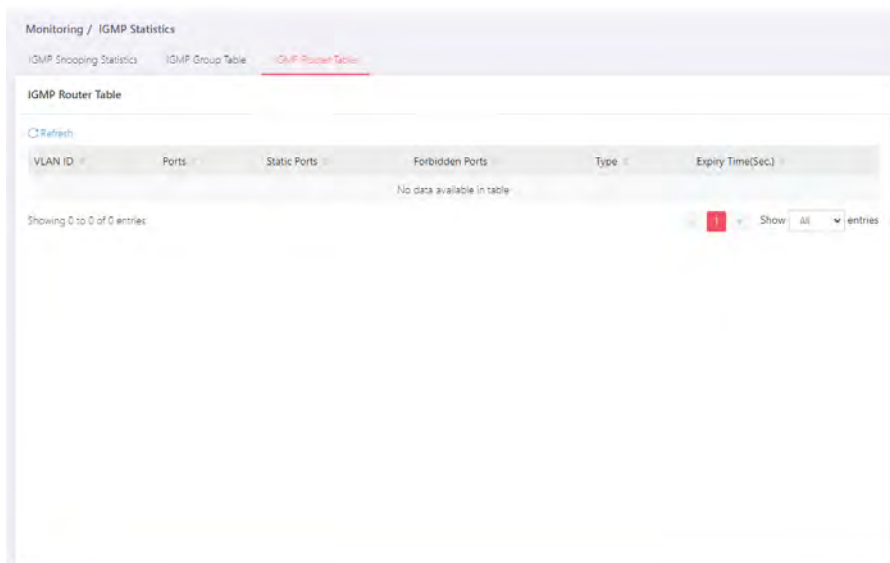 Monitoring / IGMP Statistics
IGMP Snooping Statistics IGMP Group Table IGMP Router Table
IGMP Router Table
Refresh
VLAN ID Ports Static Ports Forbidden Ports Type Expiry Time(Sec.)
No data available in table
Showing 0 to 0 of 0 entries 1 Show All entries